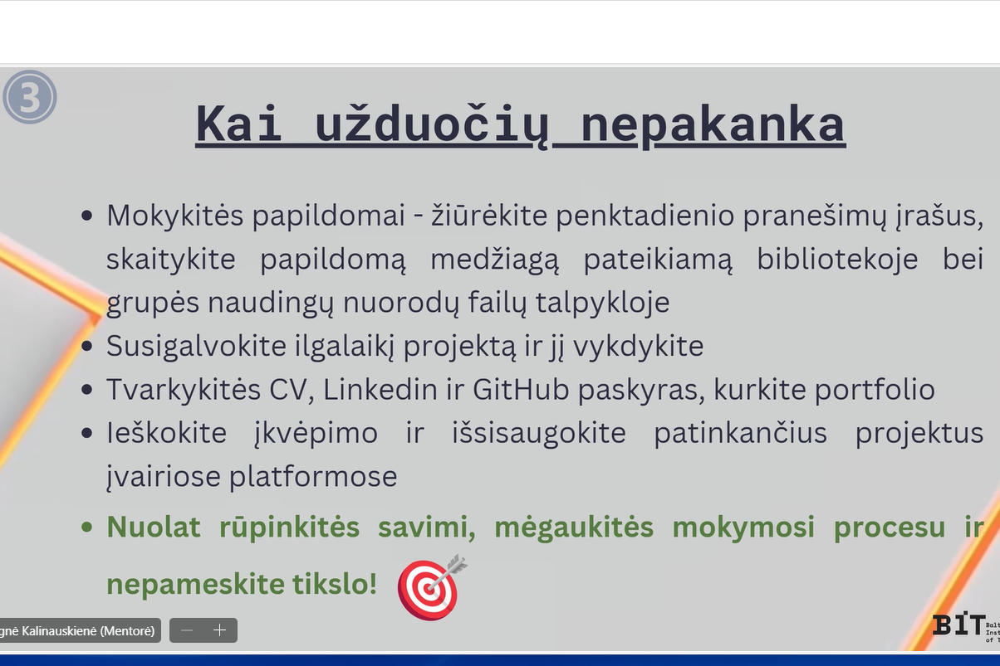 3
Kai užduočių nepakanka
• Mokykitės papildomai - žiūrėkite penktadienio pranešimų įrašus,
skaitykite papildomą medžiagą pateikiamą bibliotekoje bei
grupės naudingų nuorodų failų talpykloje
• Susigalvokite ilgalaikį projektą ir jį vykdykite
• Tvarkykitės CV, Linkedin ir GitHub paskyras, kurkite portfolio
• Ieškokite įkvėpimo ir išsisaugokite patinkančius projektus
įvairiose platformose
• Nuolat rūpinkitės savimi, mėgaukitės mokymosi procesu ir
nepameskite tikslo!
gnė Kalinauskienė (Mentorė)
BIT
of